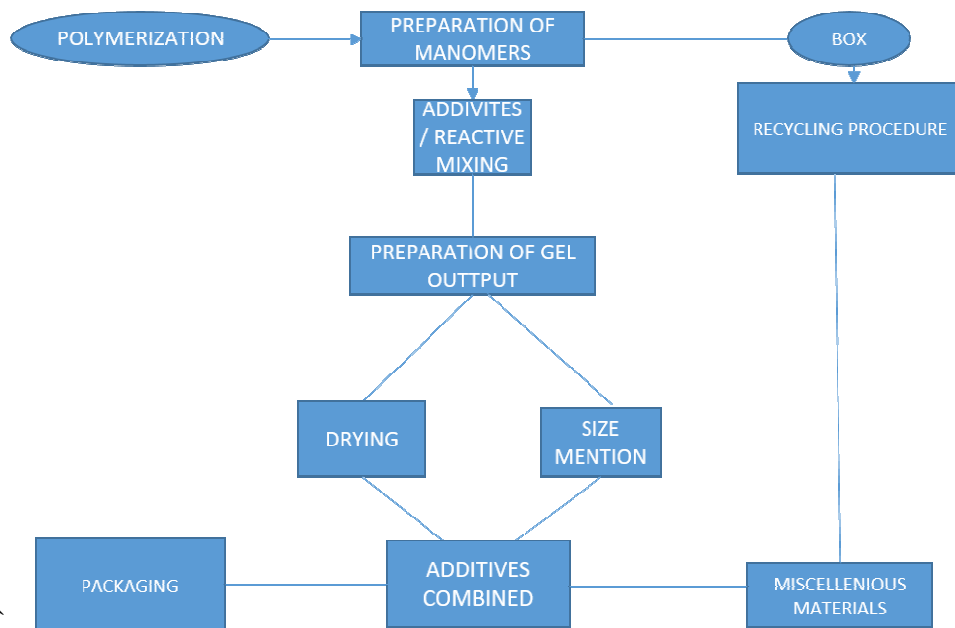 POLYMERIZATION
PREPARATION OF
MANOMERS
BOX
ADDIVITES
/ REACTIVE
MIXING
RECYCLING PROCEDURE
PREPARATION OF GEL
OUTTPUT
DRYING
SIZE
MENTION
PACKAGING
ADDITIVES
COMBINED
MISCELLENIOUS
MATERIALS